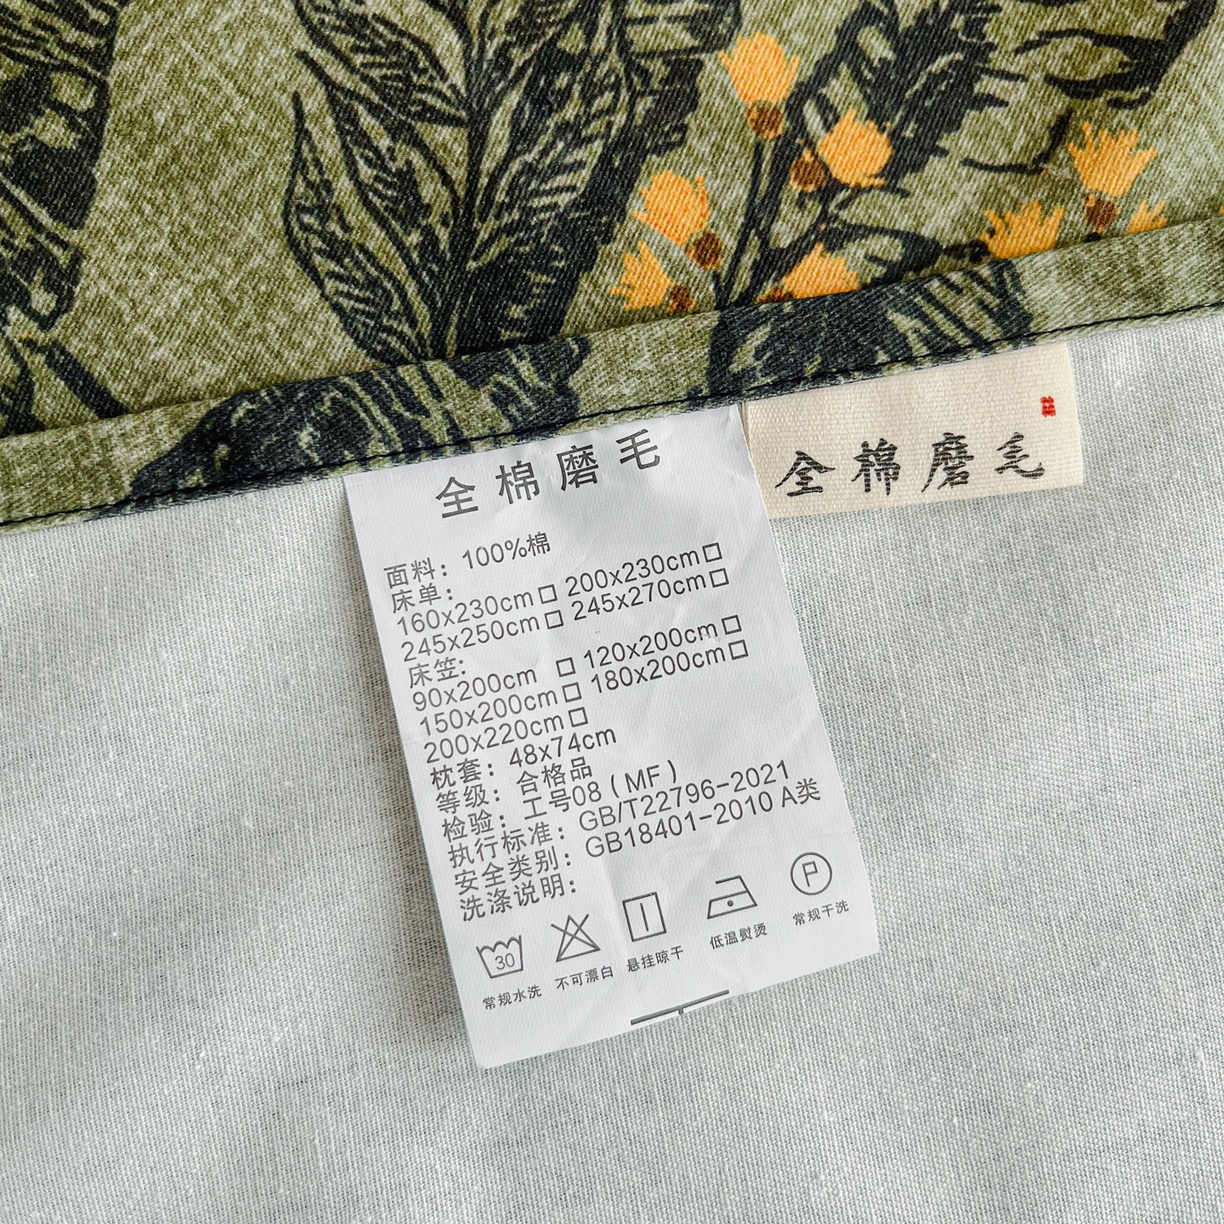 全棉磨毛
全棉磨毛
面料：100%棉
床单：
160x230cm□ 200x230cm□
245x250cm□ 245x270cm□
床笠:
90x200cm □ 120x200cm□
150x200cm□ 180x200cm□
200x220cm□
枕套：48x74cm
等级：合格品
检验：工号08（MF）
执行标准：GB/T22796-2021
安全类别：GB18401-2010 A类
洗涤说明：
30
P
常规水洗 不可漂白 悬挂晾干 低温熨烫 常规干洗